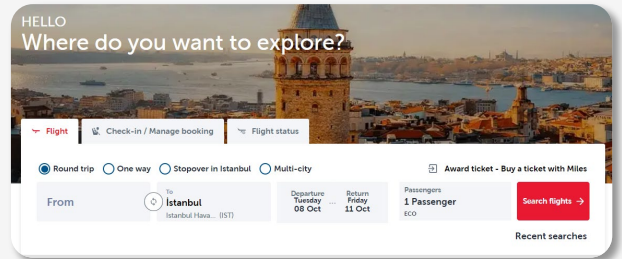 HELLO
Where do you want to explore?
Flight
Check-in / Manage booking
Flight status
Round trip
One way
Stopover in Istanbul
Multi-city
Award ticket - Buy a ticket with Miles
From
To
İstanbul
Istanbul Hava... (IST)
Departure
Tuesday
08 Oct
...
Return
Friday
11 Oct
Passengers
1 Passenger
ECO
Search flights →
Recent searches